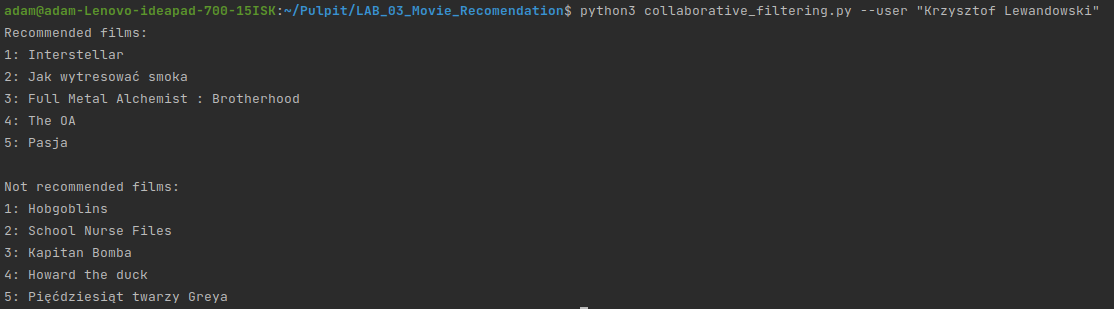 adam@adam-Lenovo-ideapad-700-15ISK:~/Pulpit/LAB_03_Movie_Recomendation$ python3 collaborative_filtering.py --user "Krzysztof Lewandowski"
Recommended films:
1: Interstellar
2: Jak wytresować smoka
3: Full Metal Alchemist : Brotherhood
4: The OA
5: Pasja
Not recommended films:
1: Hobgoblins
2: School Nurse Files
3: Kapitan Bomba
4: Howard the duck
5: Pięćdziesiąt twarzy Greya